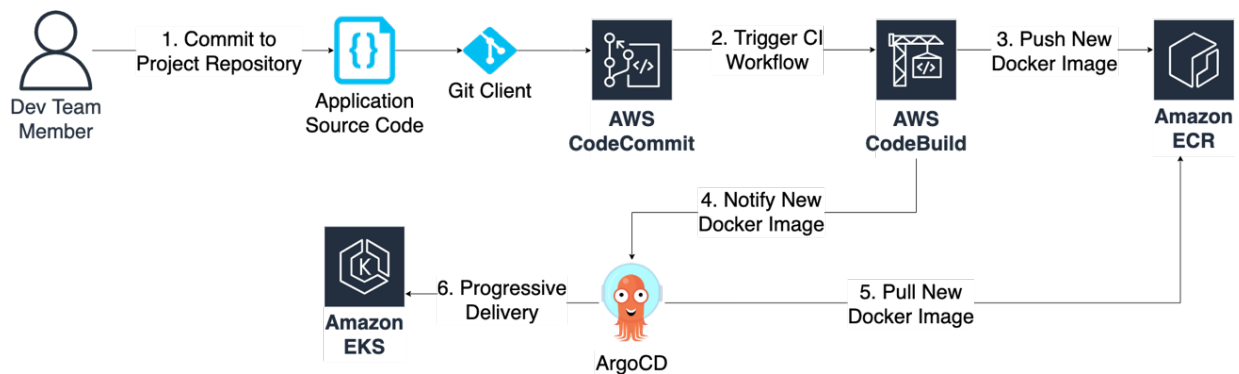 1. Commit to
Project Repository
2. Trigger CI
Workflow
3. Push New
Docker Image
Dev Team
Member
Application
Source Code
Git Client
AWS
CodeCommit
AWS
CodeBuild
Amazon
ECR
4. Notify New
Docker Image
K
Amazon
EKS
6. Progressive
Delivery
ArgoCD
5. Pull New
Docker Image